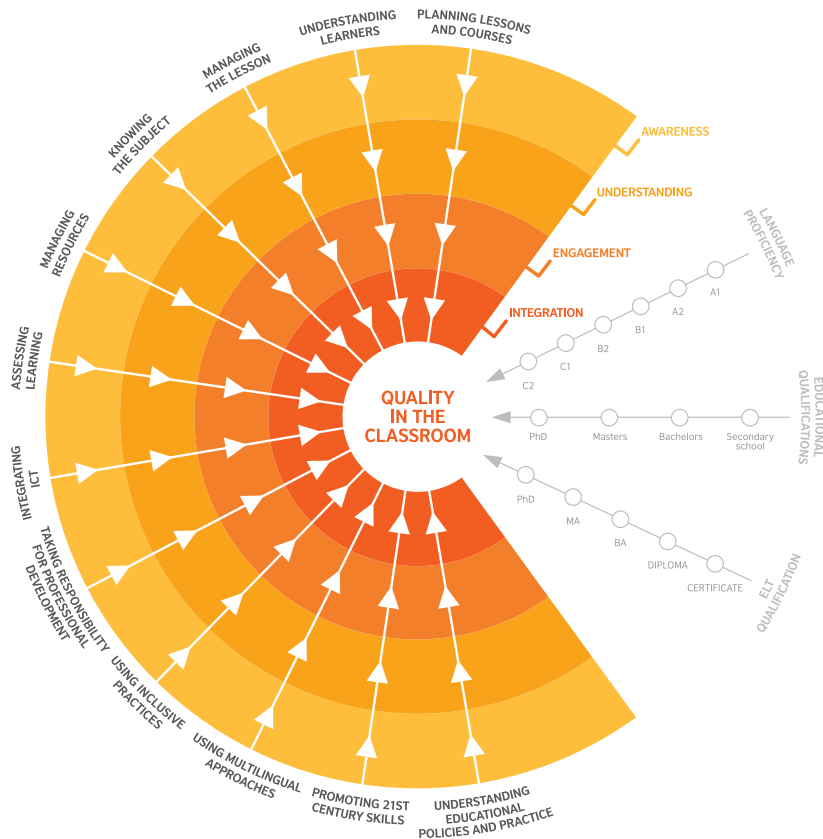 PLANNING LESSONS
AND COURSES
UNDERSTANDING
LEARNERS
MANAGING
THE LESSON
KNOWING
THE SUBJECT
MANAGING
RESOURCES
ASSESSING
LEARNING
INTEGRATING
ICT
TAKING RESPONSIBILITY
FOR PROFESSIONAL
DEVELOPMENT
USING INCLUSIVE
PRACTICES
USING MULTILINGUAL
APPROACHES
PROMOTING 21ST
CENTURY SKILLS
UNDERSTANDING
EDUCATIONAL
POLICIES AND PRACTICE
AWARENESS
UNDERSTANDING
ENGAGEMENT
INTEGRATION
QUALITY
IN THE
CLASSROOM
LANGUAGE
PROFICIENCY
A1
A2
B1
B2
C1
C2
EDUCATIONAL
QUALIFICATIONS
PhD
Masters
Bachelors
Secondary
school
ELT
QUALIFICATION
PhD
MA
BA
DIPLOMA
CERTIFICATE